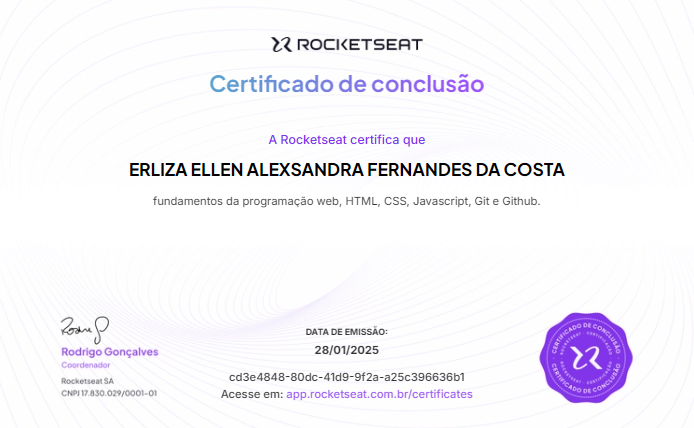 ROCKETSEAT
Certificado de conclusão
A Rocketseat certifica que
ERLIZA ELLEN ALEXSANDRA FERNANDES DA COSTA
fundamentos da programação web, HTML, CSS, Javascript, Git e Github.
Rodrigo Gonçalves
Coordenador
Rocketseat SA
CNPJ 17.830.029/0001-01
DATA DE EMISSÃO:
28/01/2025
cd3e4848-80dc-41d9-9f2a-a25c396636b1
Acesse em: app.rocketseat.com.br/certificates
CERTIFICADO DE CONCLUSÃO
ROCKETSEAT - CERTIFICAÇÃO
ROCKETSEAT - CERTIFICAÇÃO
CERTIFICADO DE CONCLUSÃO